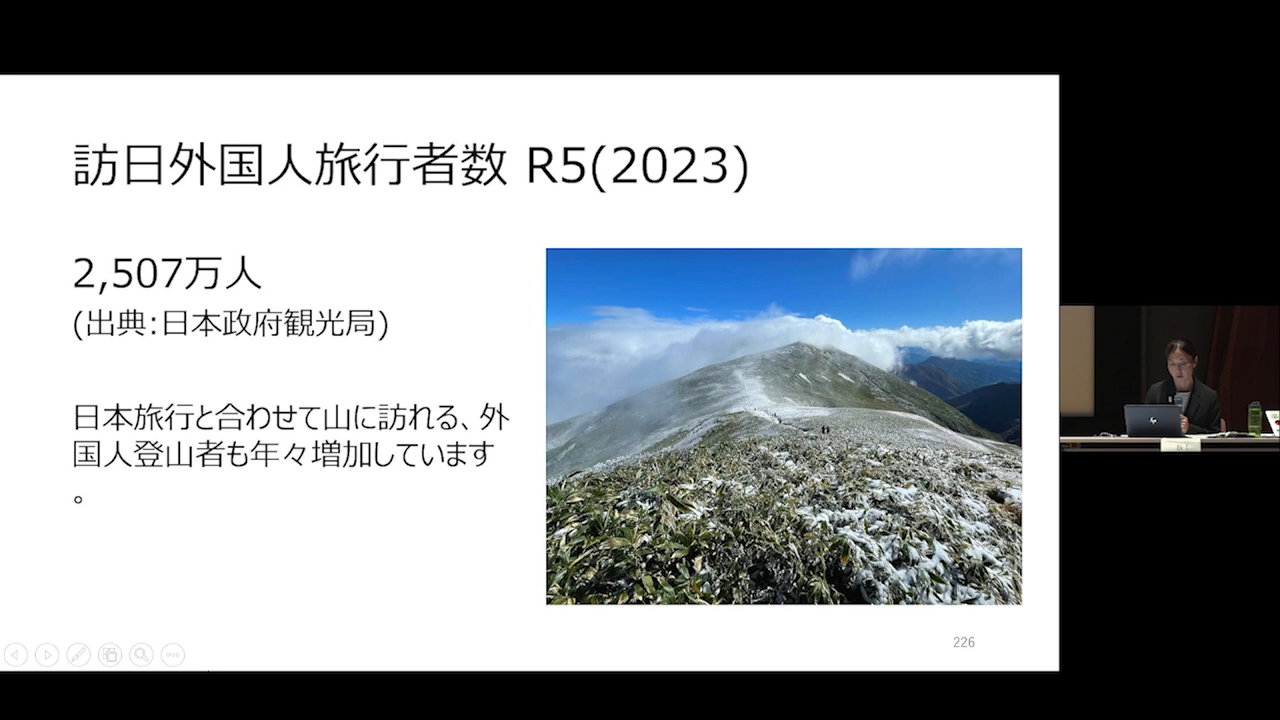 訪日外国人旅行者数 R5(2023)
2,507万人
(出典:日本政府観光局)
日本旅行と合わせて山に訪れる、外
国人登山者も年々増加しています
。
226
hp